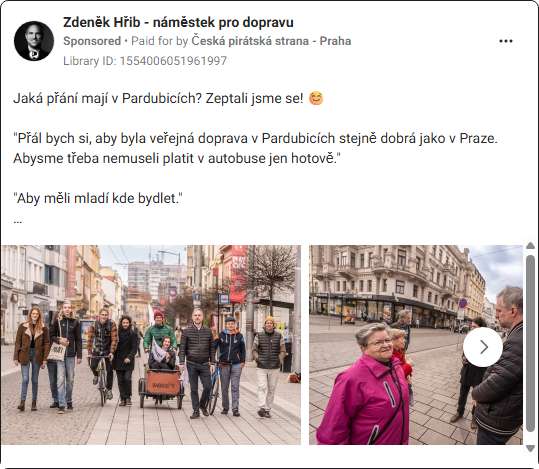 Zdeněk Hřib - náměstek pro dopravu
Sponsored • Paid for by Česká pirátská strana - Praha
Library ID: 1554006051961997
Jaká přání mají v Pardubicích? Zeptali jsme se! 😊
"Přál bych si, aby byla veřejná doprava v Pardubicích stejně dobrá jako v Praze.
Abysme třeba nemuseli platit v autobuse jen hotově."
"Aby měli mladí kde bydlet."
...